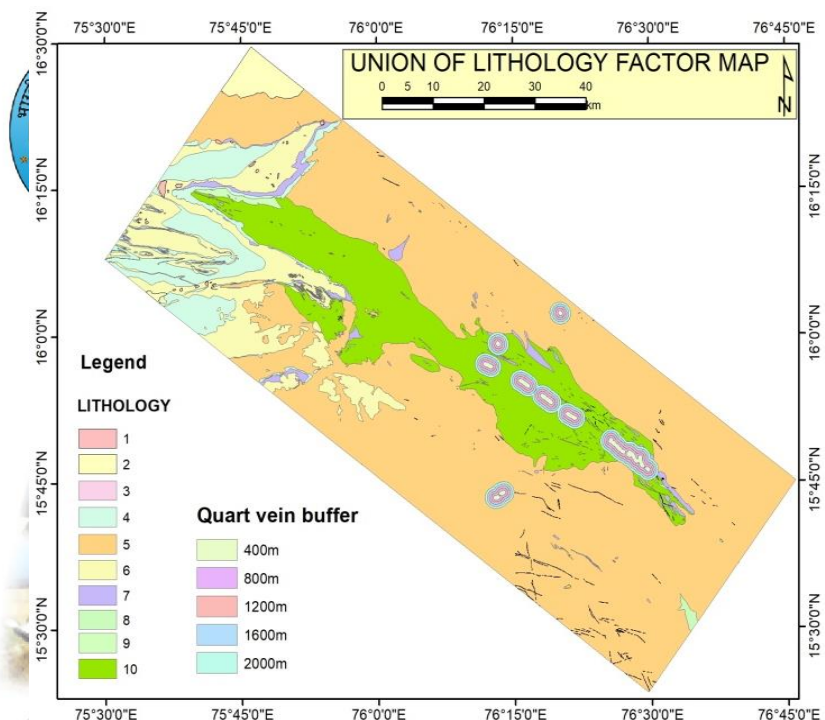 75°30'0"E 75°45'0"E 76°0'0"E 76°15'0"E 76°30'0"E 76°45'0"E
UNION OF LITHOLOGY FACTOR MAP
0 5 10 20 30 40
km
N
16°30'0"N 16°15'0"N 16°0'0"N 15°45'0"N 15°30'0"N
16°30'0"N 16°15'0"N 16°0'0"N 15°45'0"N 15°30'0"N
Legend
LITHOLOGY
1
2
3
4
5
6
7
8
9
10
Quart vein buffer
400m
800m
1200m
1600m
2000m
75°30'0"E 75°45'0"E 76°0'0"E 76°15'0"E 76°30'0"E 76°45'0"E